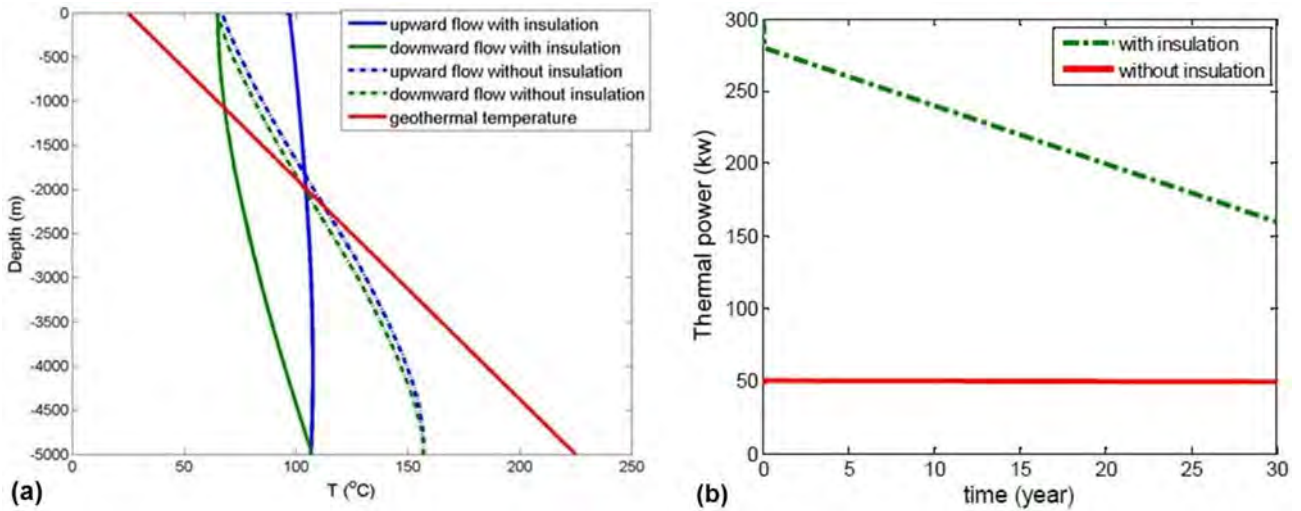 0
-500
-1000
-1500
-2000
-2500
-3000
-3500
-4000
-4500
-5000
Depth (m)
upward flow with insulation
downward flow with insulation
upward flow without insulation
downward flow without insulation
geothermal temperature
0 50 100 150 200 250
T (°C)
(a)
300
250
200
150
100
50
0
Thermal power (kw)
with insulation
without insulation
0 5 10 15 20 25 30
time (year)
(b)